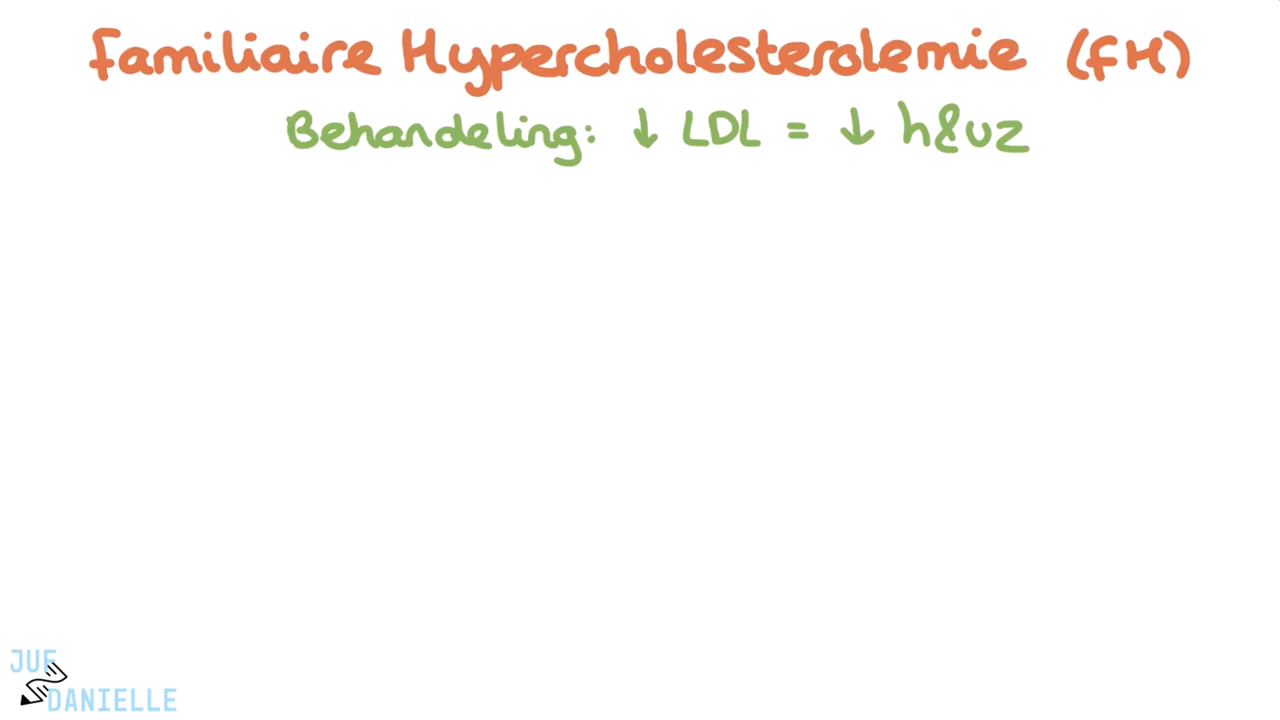 Familiaire Hypercholesterolemie (FH)
Behandeling: ↓ LDL = ↓ h&vz
JUF
DANIELLE